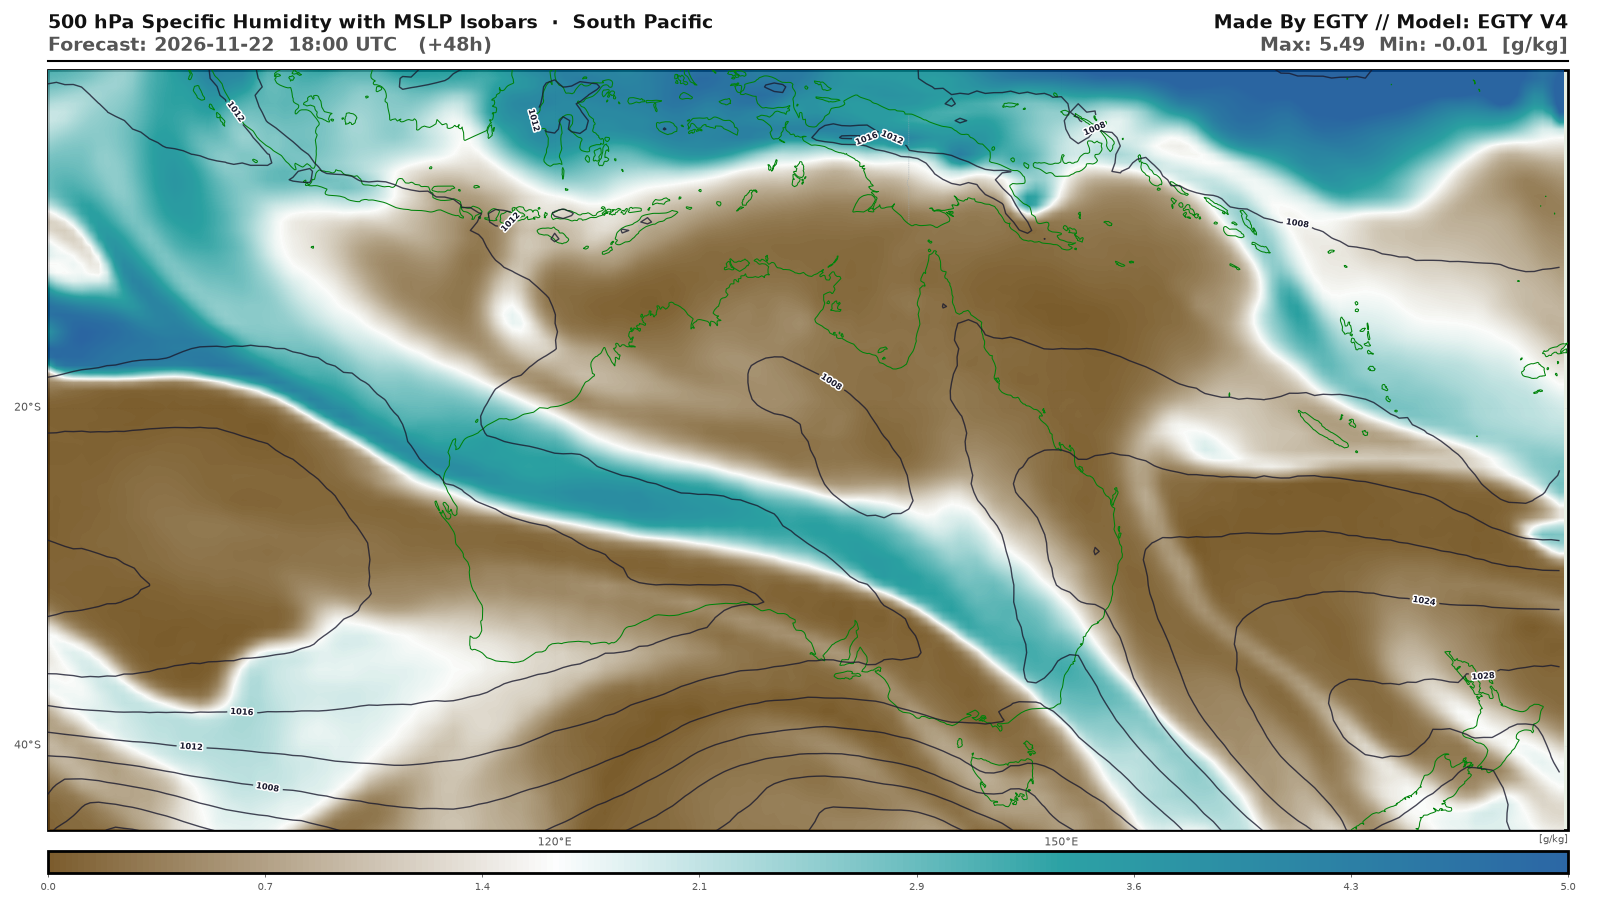 500 hPa Specific Humidity with MSLP Isobars · South Pacific
Made By EGTY // Model: EGTY V4
Forecast: 2026-11-22 18:00 UTC (+48h)
Max: 5.49 Min: -0.01 [g/kg]
1012
1012
1016
1012
1008
1012
1008
1008
20°S
1024
1028
1016
40°S
1012
1008
120°E
150°E
[g/kg]
0.0
0.7
1.4
2.1
2.9
3.6
4.3
5.0